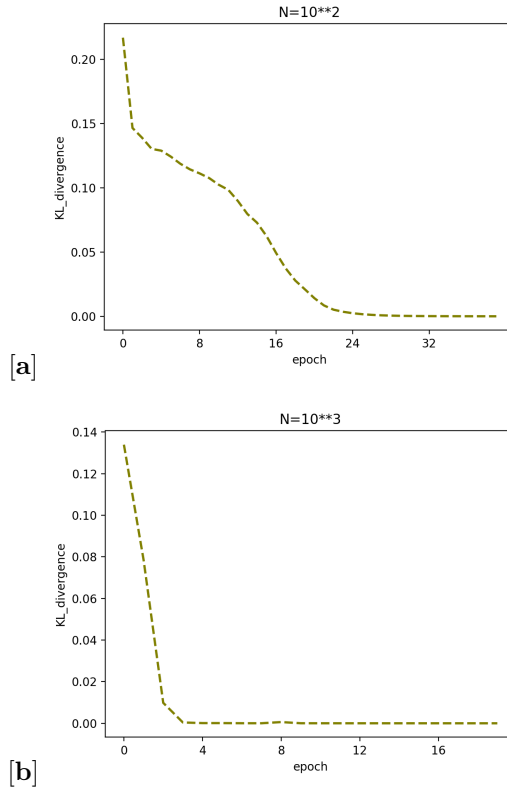 N=10**2
KL_divergence
0.20
0.15
0.10
0.05
0.00
0 8 16 24 32
epoch
[a]
N=10**3
KL_divergence
0.14
0.12
0.10
0.08
0.06
0.04
0.02
0.00
0 4 8 12 16
epoch
[b]